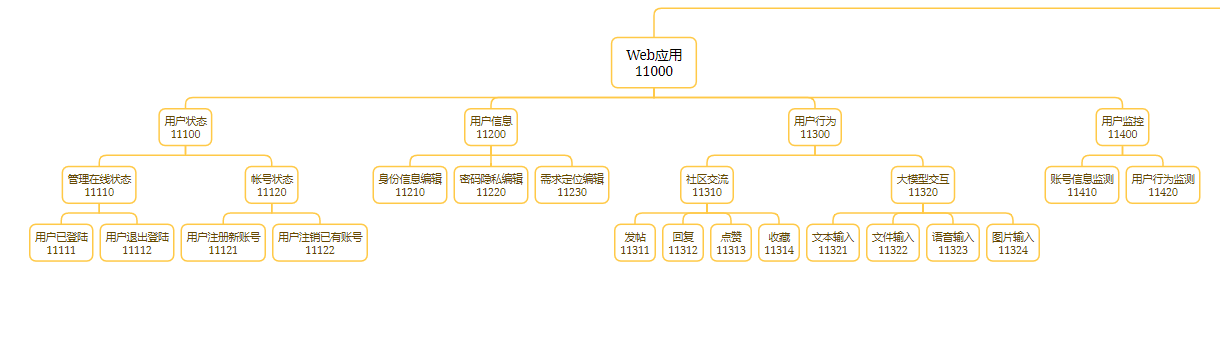 Web应用
11000
用户状态
11100
用户信息
11200
用户行为
11300
用户监控
11400
管理在线状态
11110
帐号状态
11120
身份信息编辑
11210
密码隐私编辑
11220
需求定位编辑
11230
社区交流
11310
大模型交互
11320
账号信息监测
11410
用户行为监测
11420
用户已登陆
11111
用户退出登陆
11112
用户注册新账号
11121
用户注销已有账号
11122
发帖
11311
回复
11312
点赞
11313
收藏
11314
文本输入
11321
文件输入
11322
语音输入
11323
图片输入
11324